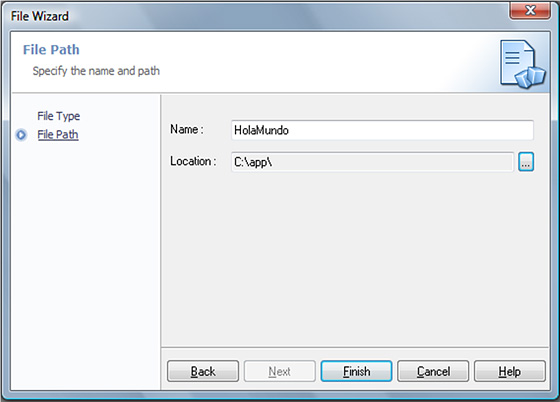 File Wizard
File Path
Specify the name and path
File Type
File Path
Name :
HolaMundo
Location :
C:\app\
...
Back
Next
Finish
Cancel
Help